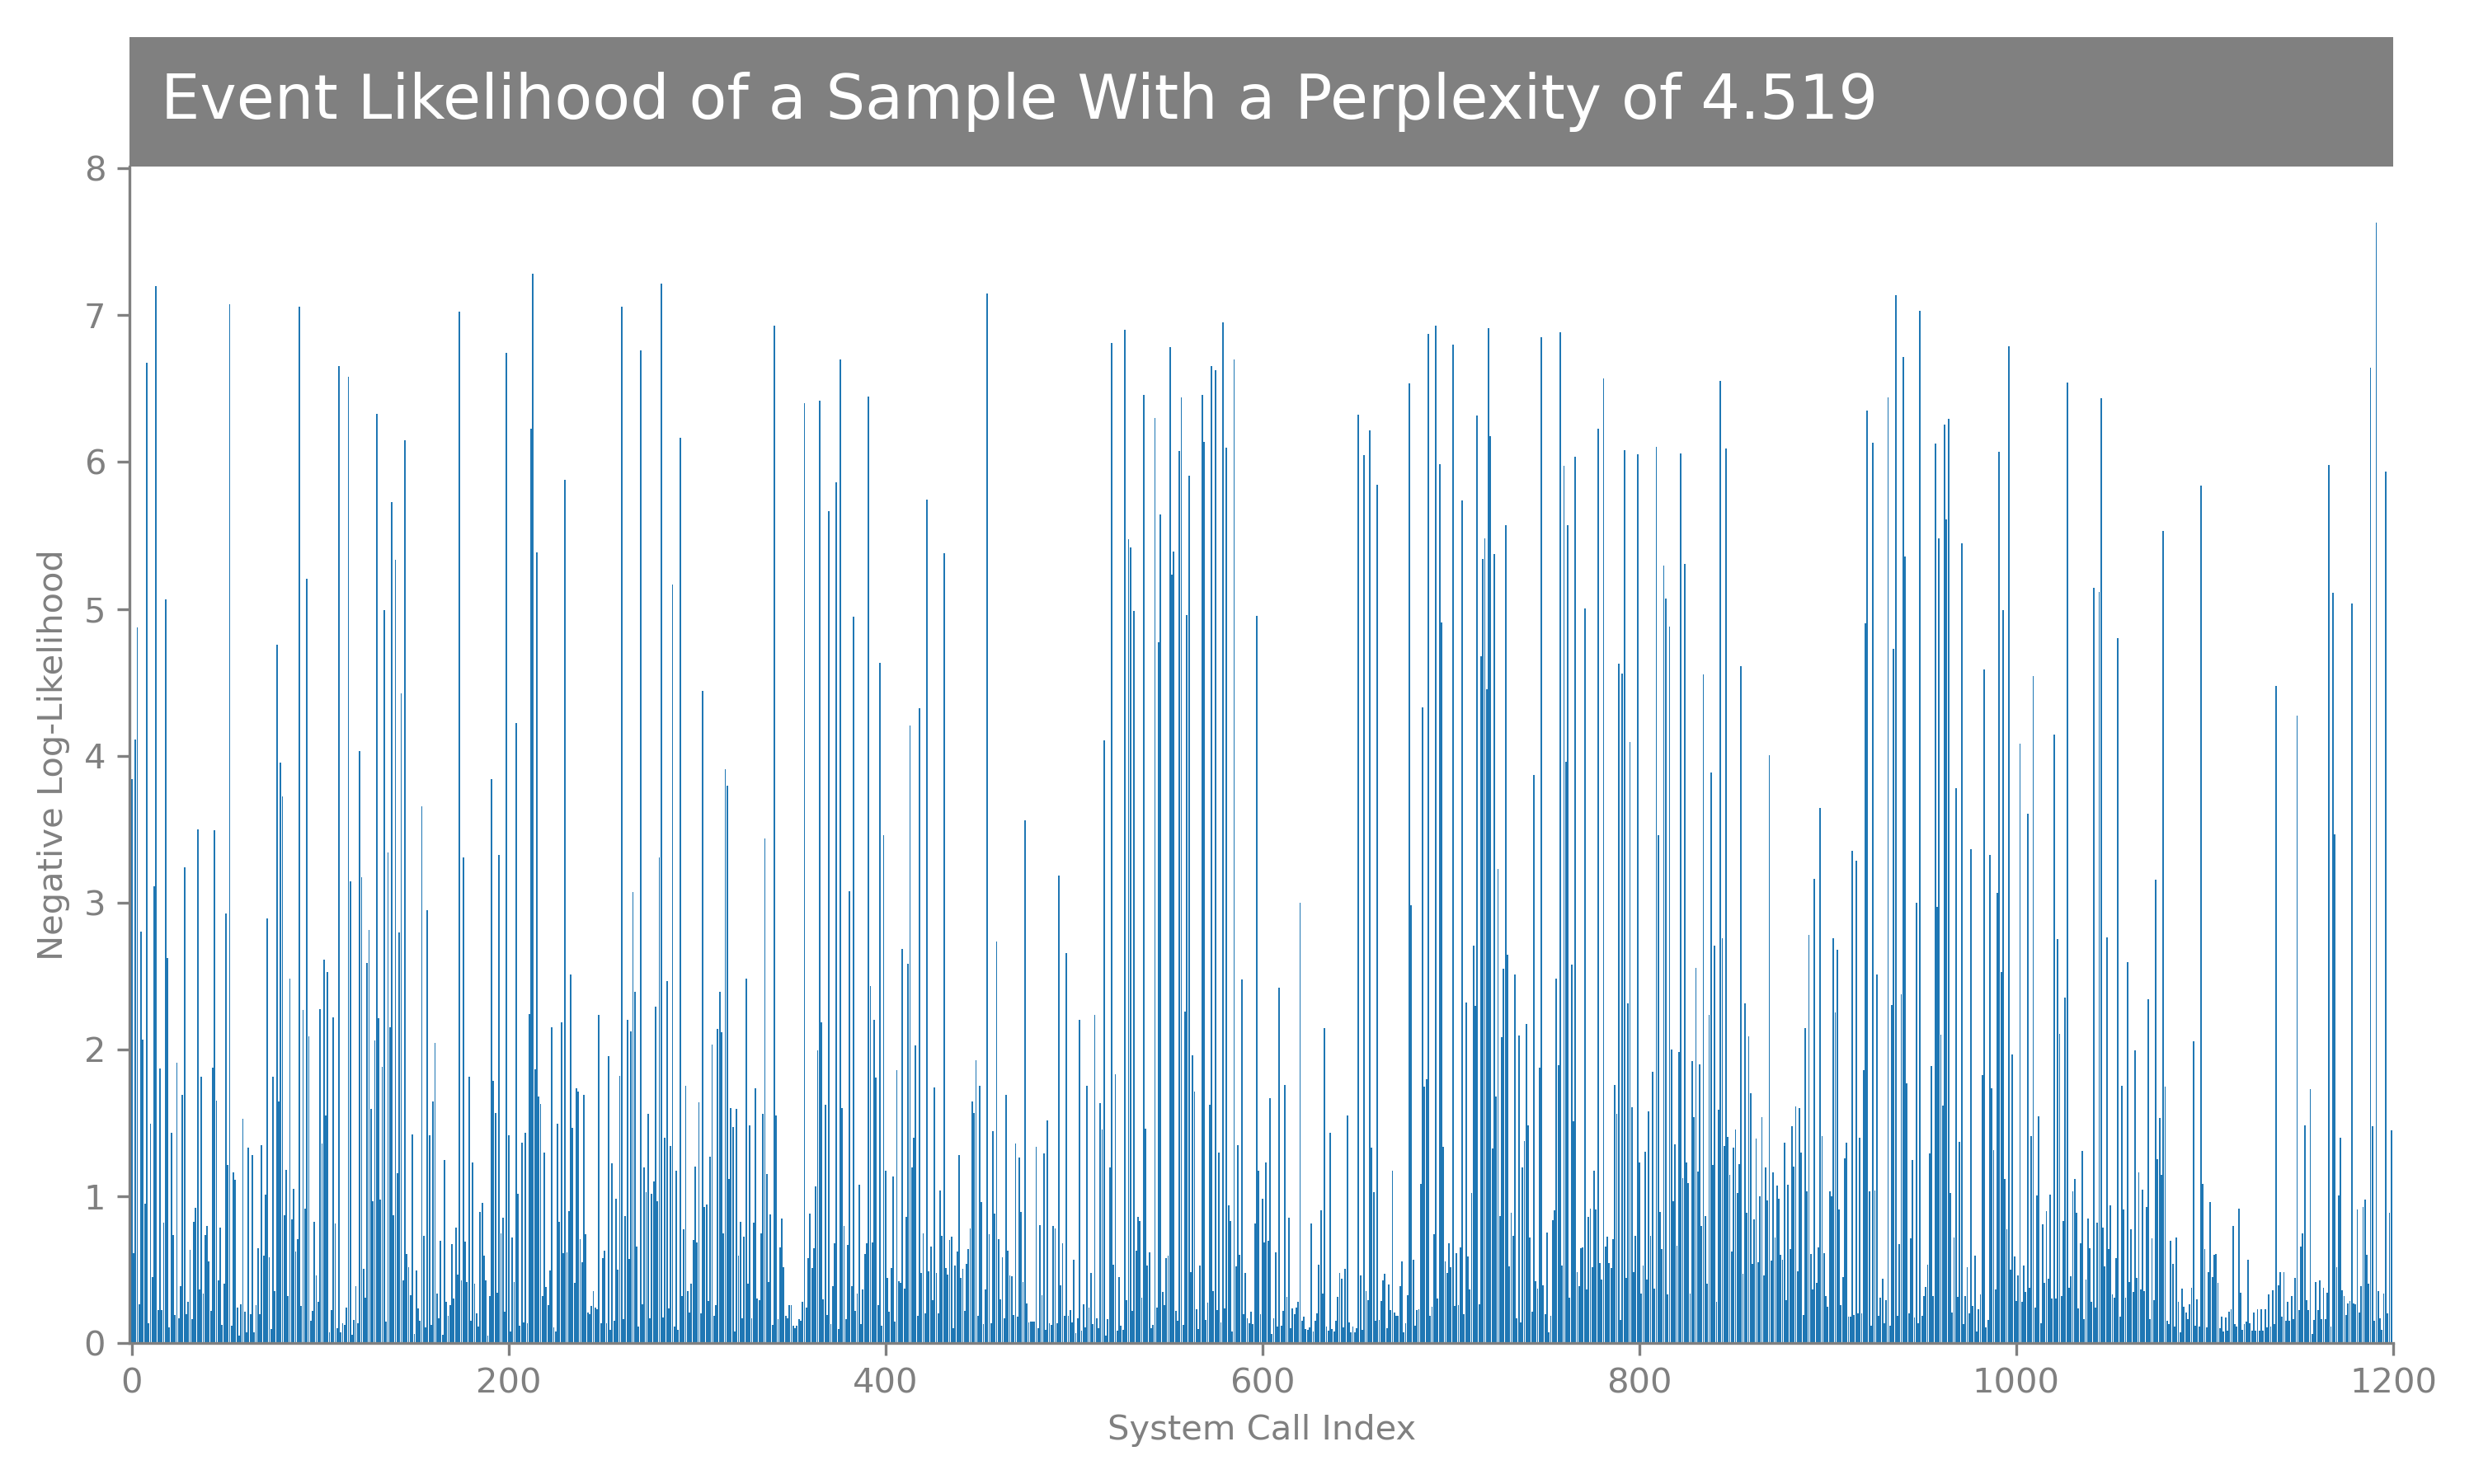 Event Likelihood of a Sample With a Perplexity of 4.519
8
7
6
5
4
3
2
1
0
Negative Log-Likelihood
0 200 400 600 800 1000 1200
System Call Index